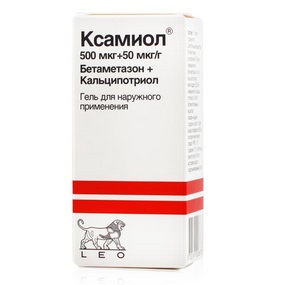 Ксамиол®
500 мкг+50 мкг/г
Бетаметазон +
Кальципотриол
Гель для наружного
применения
LEO